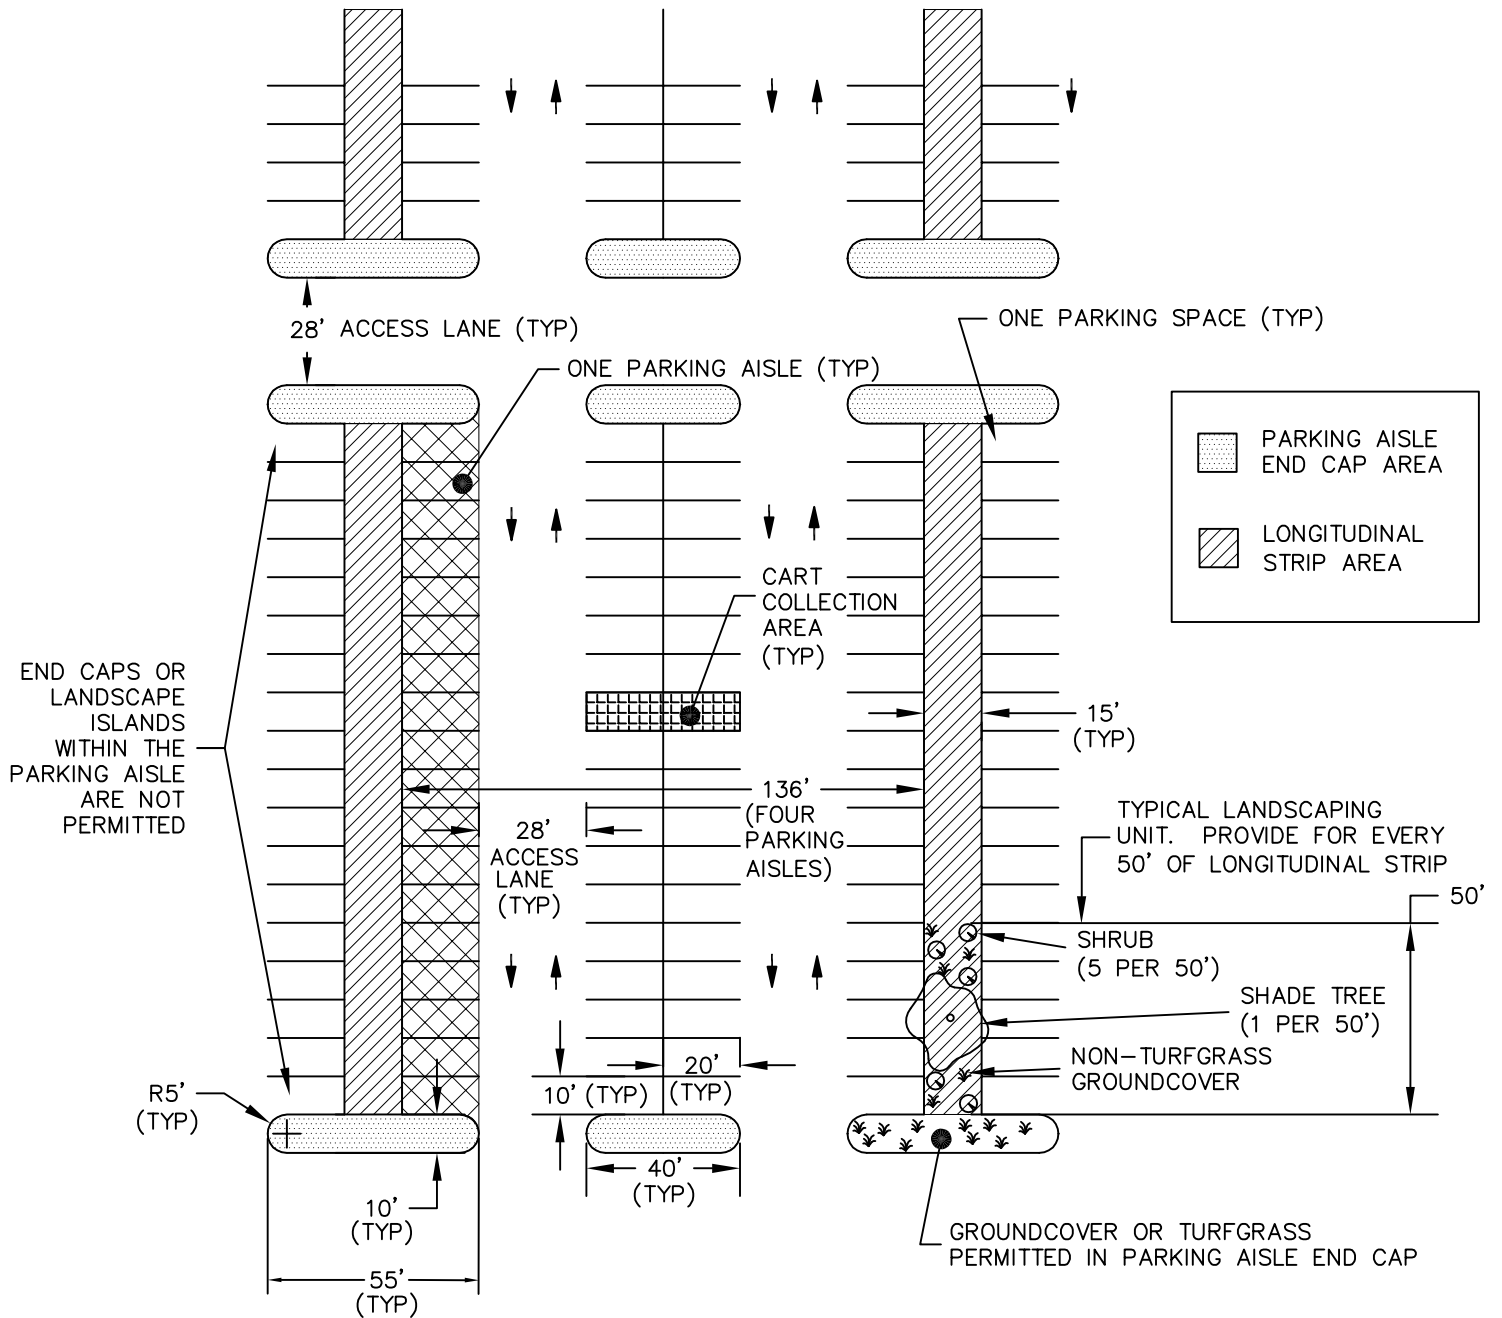 28' ACCESS LANE (TYP)
ONE PARKING SPACE (TYP)
ONE PARKING AISLE (TYP)
PARKING AISLE
END CAP AREA
LONGITUDINAL
STRIP AREA
CART
COLLECTION
AREA
(TYP)
END CAPS OR
LANDSCAPE
ISLANDS
WITHIN THE
PARKING AISLE
ARE NOT
PERMITTED
15'
(TYP)
136'
(FOUR
PARKING
AISLES)
28'
ACCESS
LANE
(TYP)
TYPICAL LANDSCAPING
UNIT. PROVIDE FOR EVERY
50' OF LONGITUDINAL STRIP
50'
SHRUB
(5 PER 50')
SHADE TREE
(1 PER 50')
NON-TURFGRASS
GROUNDCOVER
20'
(TYP)
10' (TYP)
R5'
(TYP)
40'
(TYP)
10'
(TYP)
GROUNDCOVER OR TURFGRASS
PERMITTED IN PARKING AISLE END CAP
55'
(TYP)